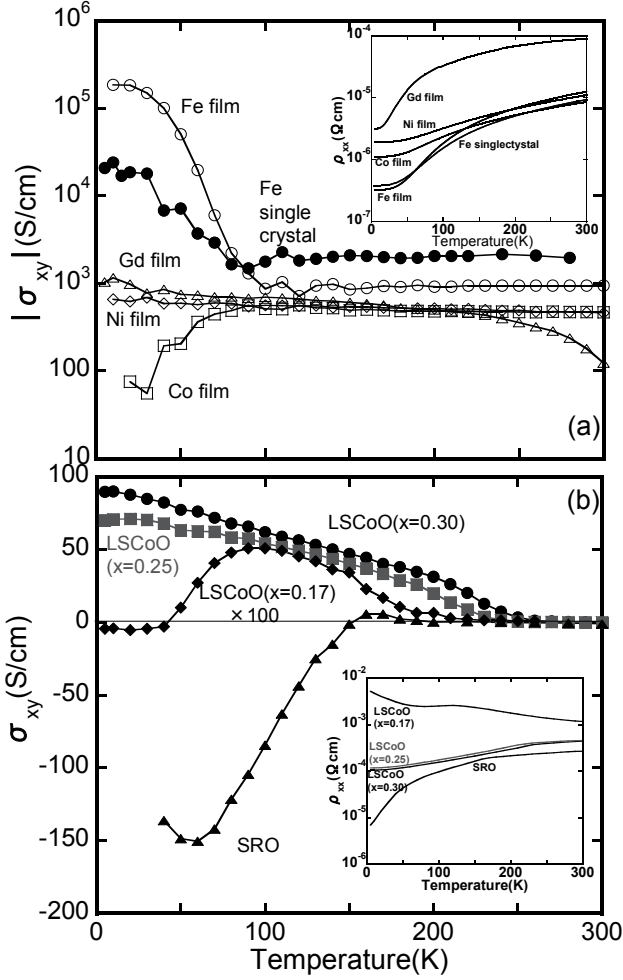 10^6
10^5
10^4
10^3
100
10
|σ_xy|(S/cm)
Fe film
Fe
single
crystal
Gd film
Ni film
Co film
(a)
10^-4
10^-5
10^-6
10^-7
ρ_xx(Ωcm)
Gd film
Ni film
Co film
Fe singlectystal
Fe film
0
100
200
300
Temperature(K)
100
50
0
-50
-100
-150
-200
σ_xy(S/cm)
(b)
LSCoO(x=0.30)
LSCoO
(x=0.25)
LSCoO(x=0.17)
×100
SRO
10^-2
10^-3
10^-4
10^-5
10^-6
ρ_xx(Ωcm)
LSCoO
(x=0.17)
LSCoO
(x=0.25)
LSCoO
(x=0.30)
SRO
0
100
200
300
Temperature(K)
0
100
200
300
Temperature(K)